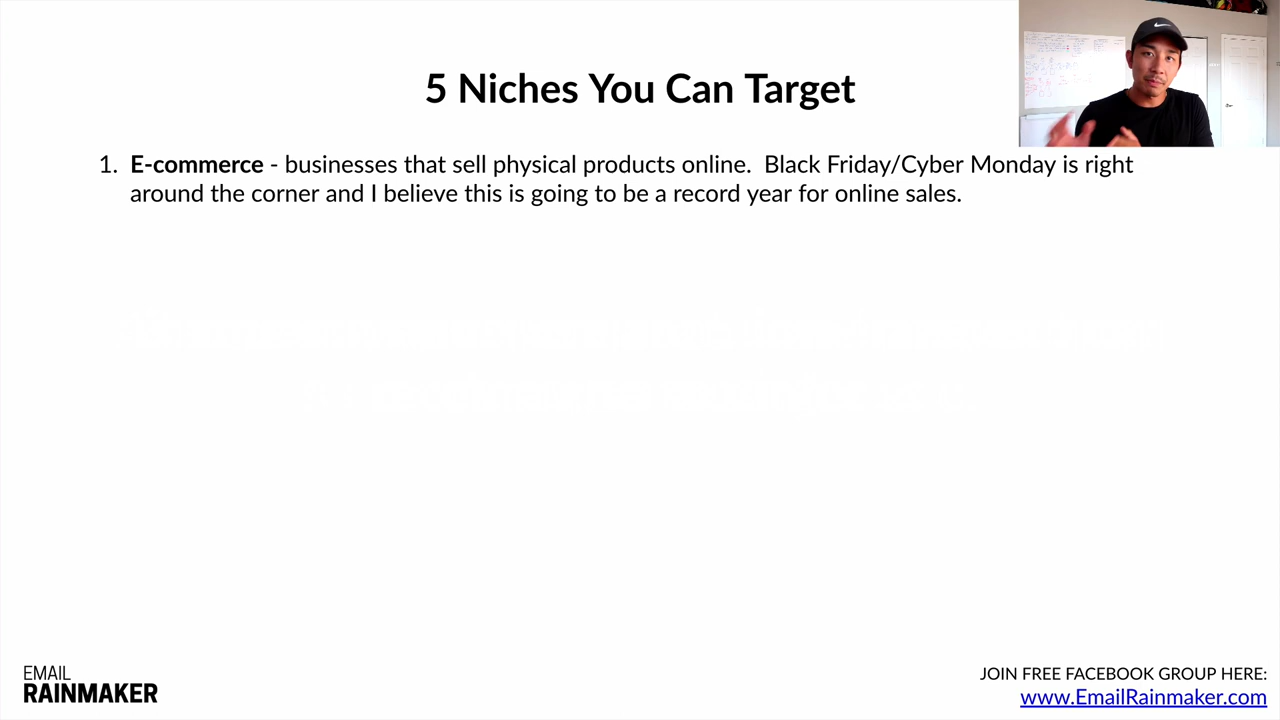 5 Niches You Can Target
1. E-commerce - businesses that sell physical products online.  Black Friday/Cyber Monday is right
around the corner and I believe this is going to be a record year for online sales.
EMAIL
RAINMAKER
JOIN FREE FACEBOOK GROUP HERE:
www.EmailRainmaker.com